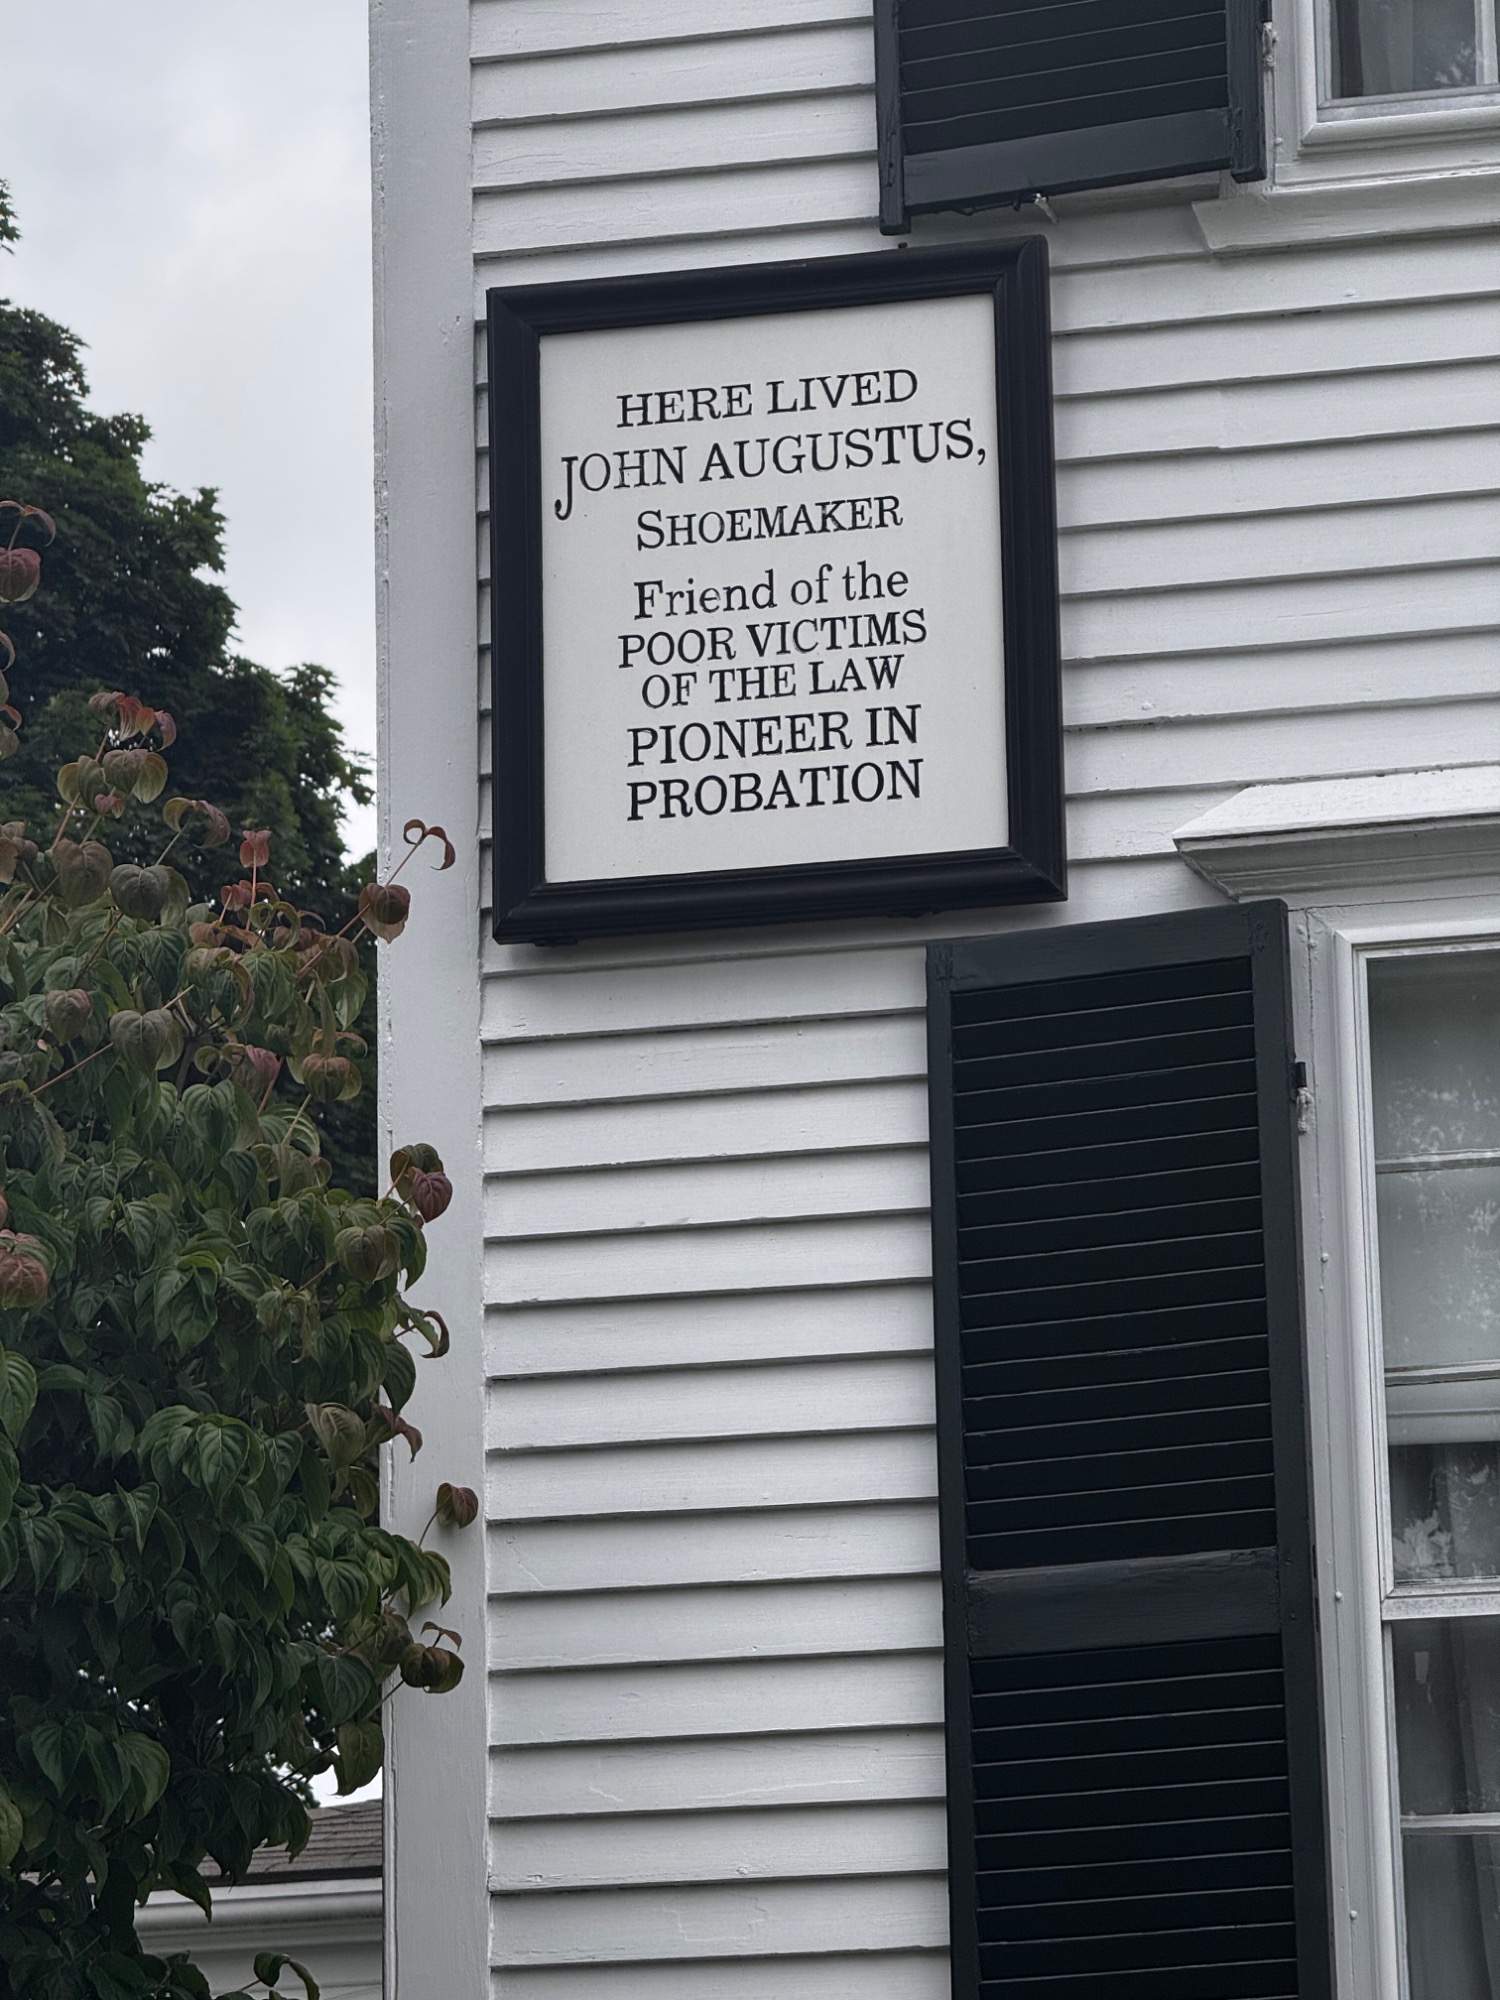 HERE LIVED
JOHN AUGUSTUS,
SHOEMAKER
Friend of the
POOR VICTIMS
OF THE LAW
PIONEER IN
PROBATION